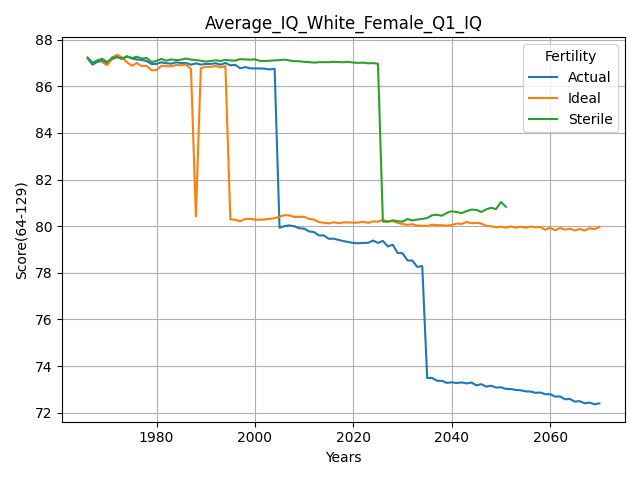 Average_IQ_White_Female_Q1_IQ
Score(64-129)
88
86
84
82
80
78
76
74
72
1980
2000
2020
2040
2060
Years
Fertility
Actual
Ideal
Sterile